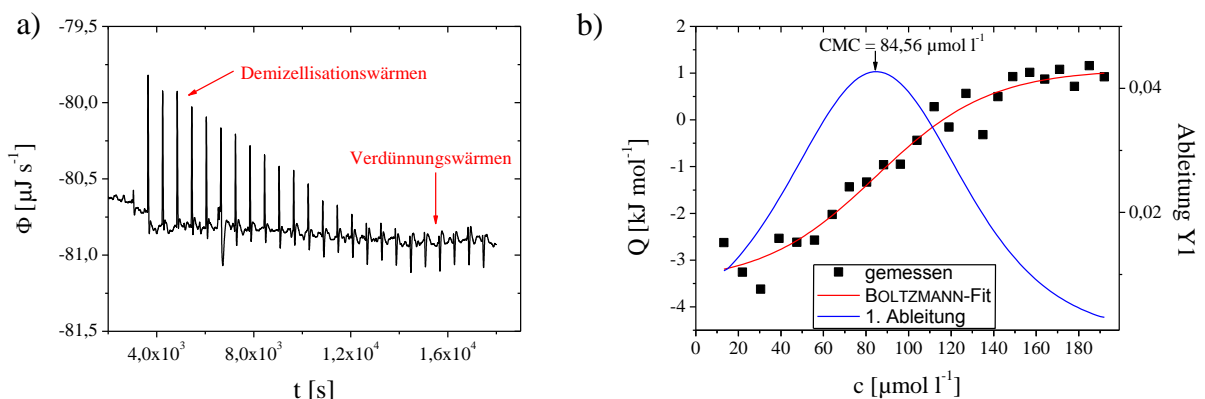 a)
-79,5
-80,0
-80,5
-81,0
-81,5
Φ [µJ s⁻¹]
Demizellisationswärmen
Verdünnungswärmen
4,0x10³
8,0x10³
1,2x10⁴
1,6x10⁴
t [s]
b)
CMC = 84,56 µmol l⁻¹
2
1
0
-1
-2
-3
-4
Q [kJ mol⁻¹]
0,04
0,02
Ableitung Y1
gemessen
BOLTZMANN-Fit
1. Ableitung
0
20
40
60
80
100
120
140
160
180
c [µmol l⁻¹]